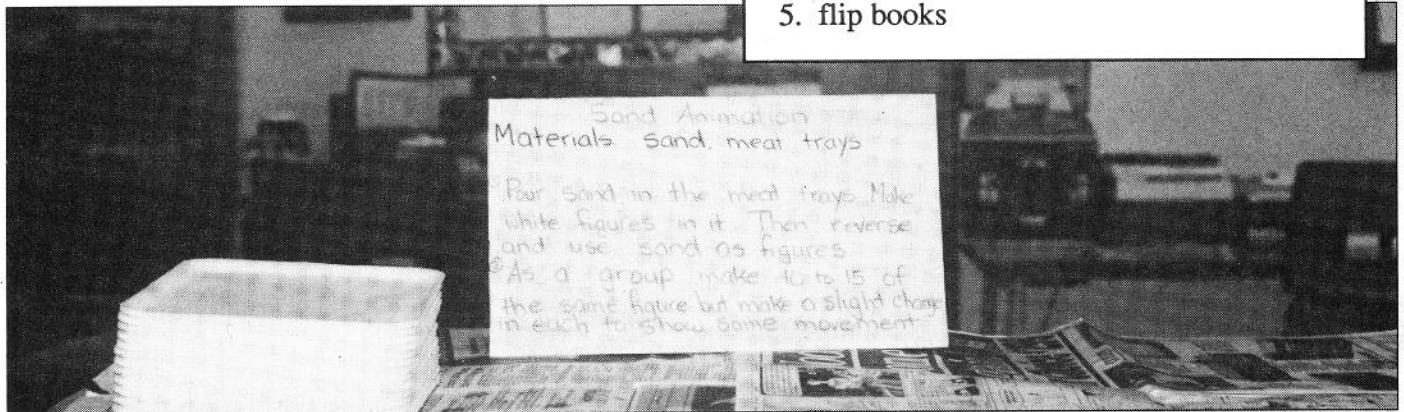 5. flip books
Sand Animation
Materials sand, meat trays
① Pour sand in the meat trays Make
white figures in it Then reverse
and use sand as figures
② As a group make 10 to 15 of
the same figure but make a slight change
in each to show some movement